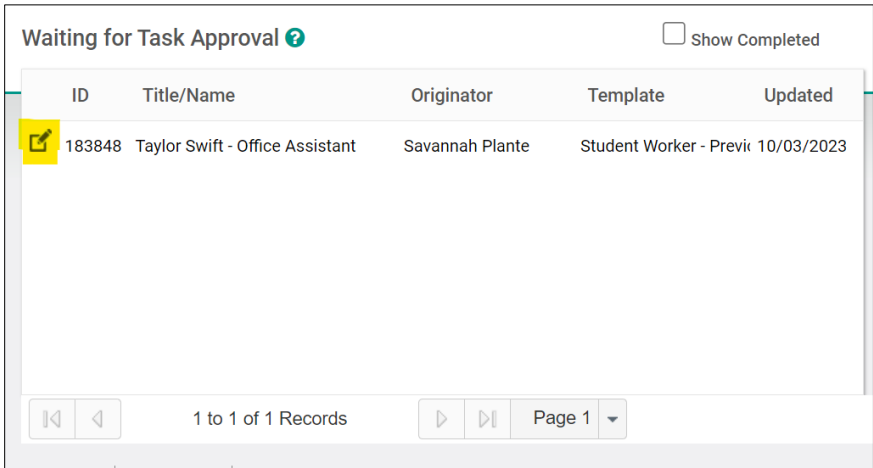 Waiting for Task Approval ?
Show Completed
ID Title/Name Originator Template Updated
183848 Taylor Swift - Office Assistant Savannah Plante Student Worker - Previ 10/03/2023
1 to 1 of 1 Records Page 1